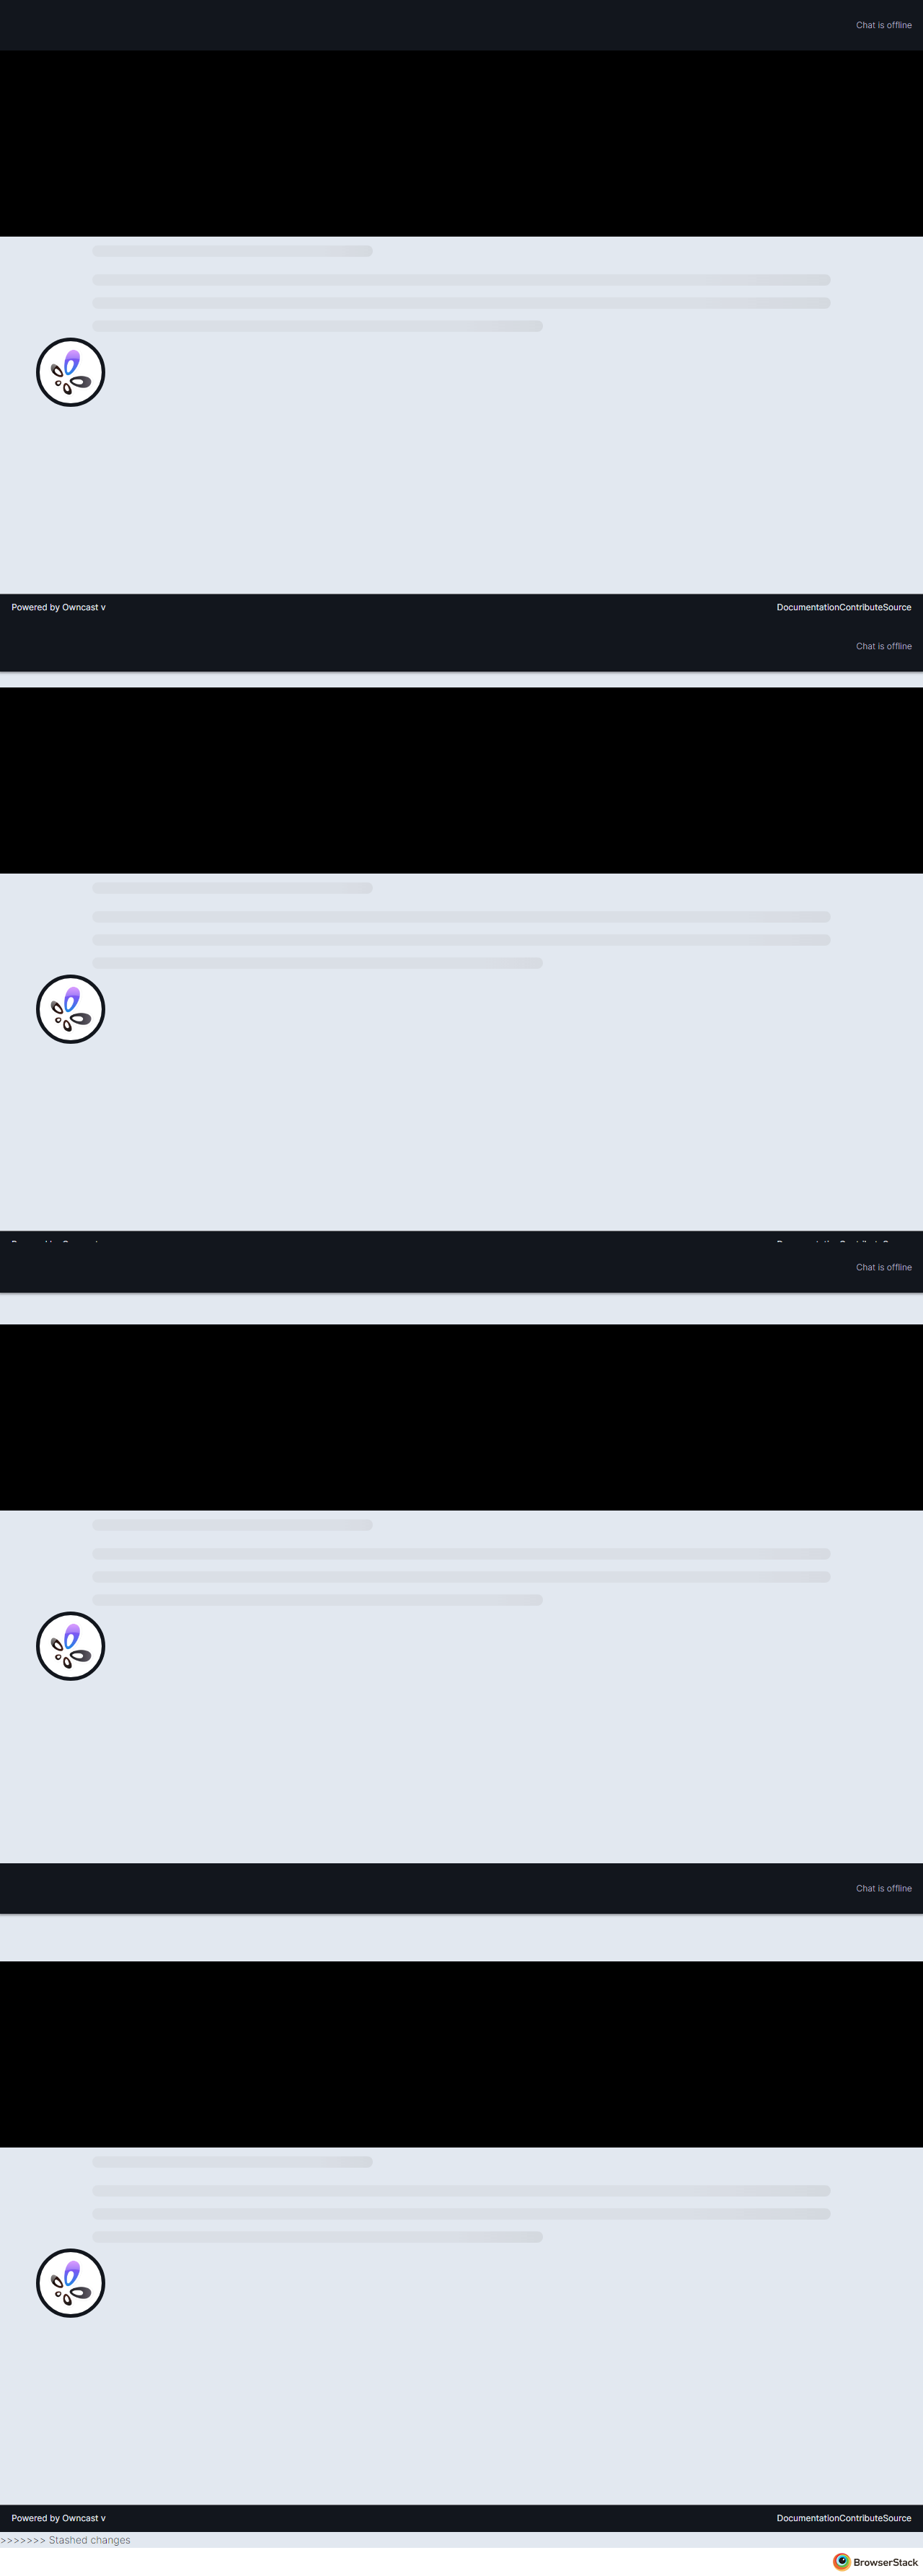 Chat is offline
Powered by Owncast v DocumentationContributeSource
Chat is offline
Chat is offline
Chat is offline
Powered by Owncast v DocumentationContributeSource
>>>>>>> Stashed changes
BrowserStack